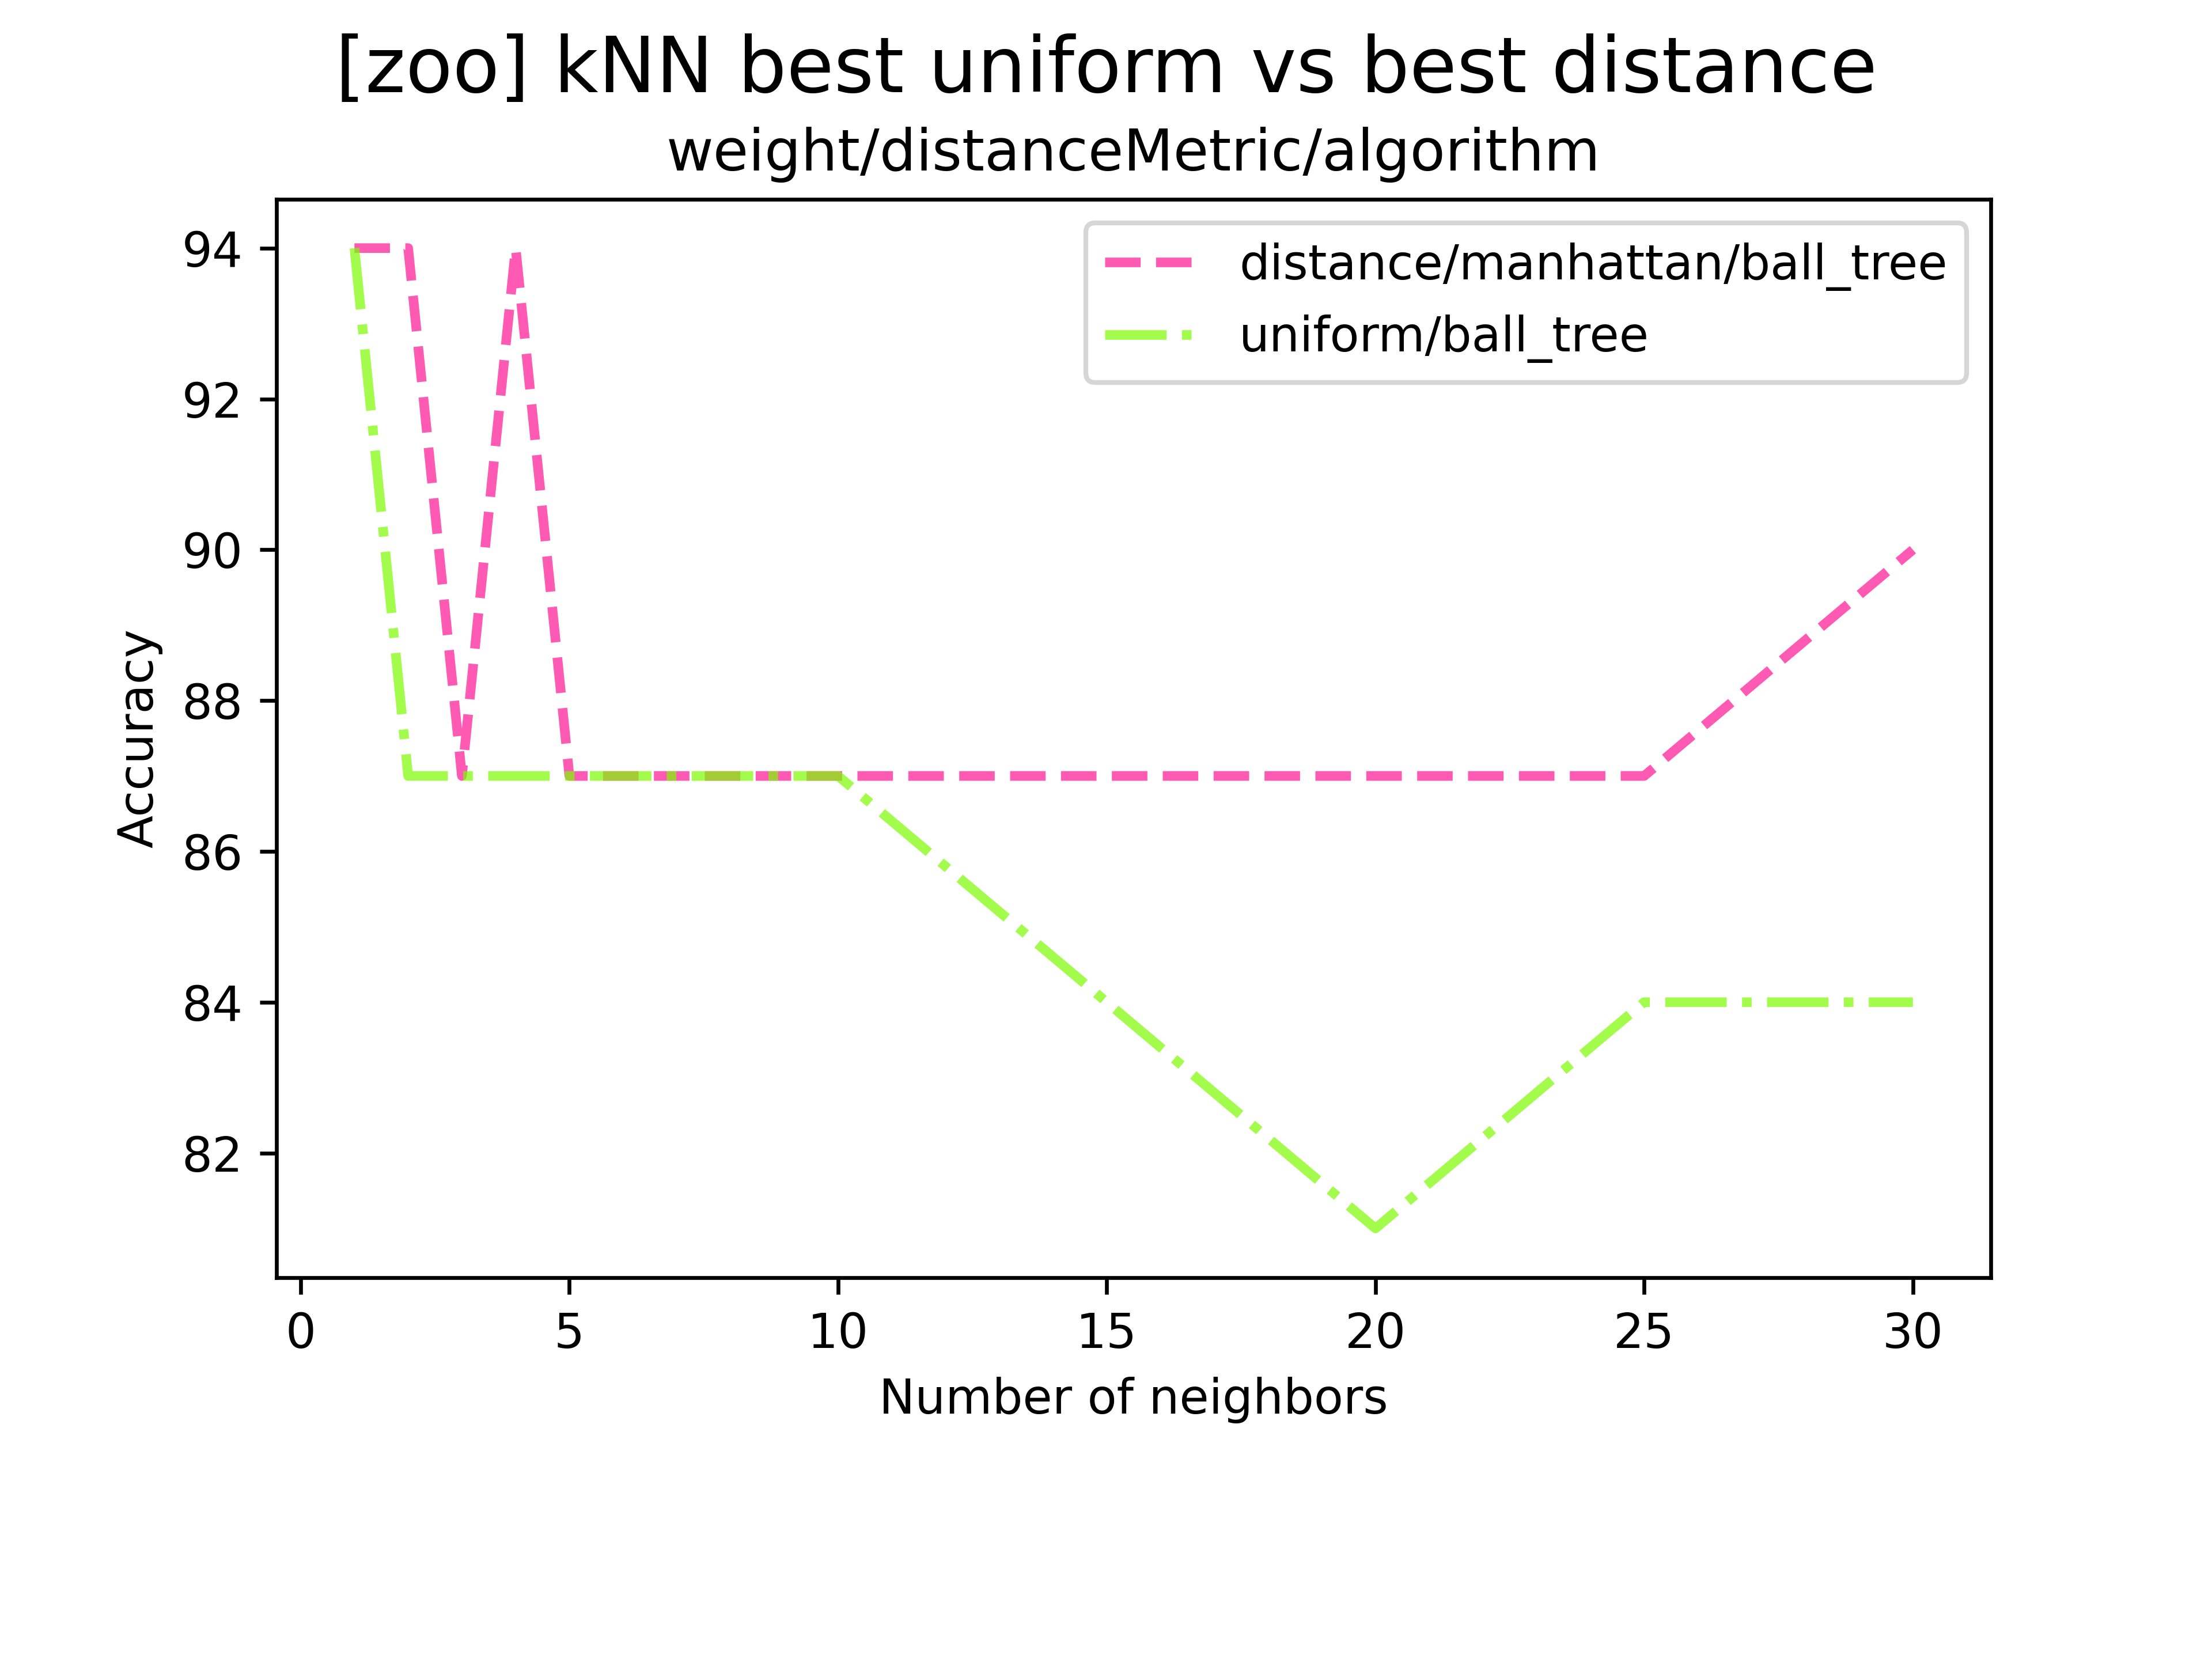 [zoo] kNN best uniform vs best distance
weight/distanceMetric/algorithm
distance/manhattan/ball_tree
uniform/ball_tree
94
92
90
88
86
84
82
Accuracy
0 5 10 15 20 25 30
Number of neighbors